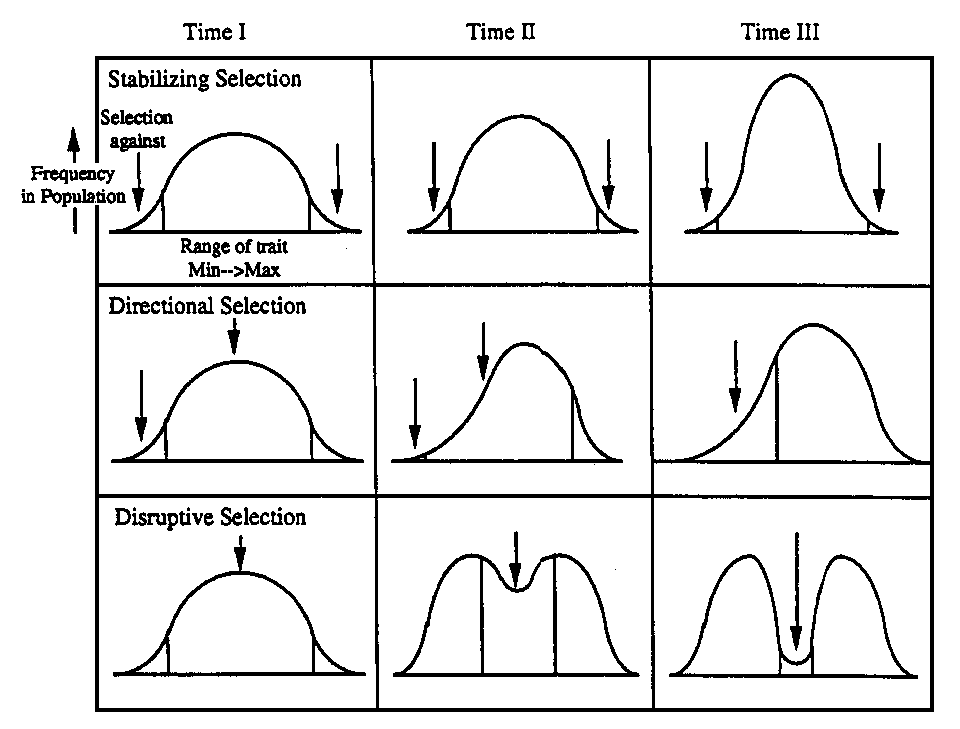 Time I
Time II
Time III
Stabilizing Selection
Selection
against
Frequency
in Population
Range of trait
Min-->Max
Directional Selection
Disruptive Selection